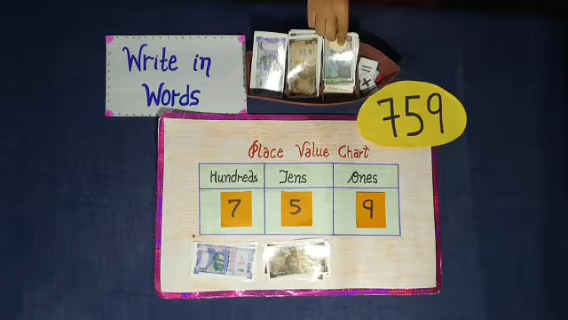 Write in
Words
759
Place Value Chart
Hundreds Tens Ones
7 5 9